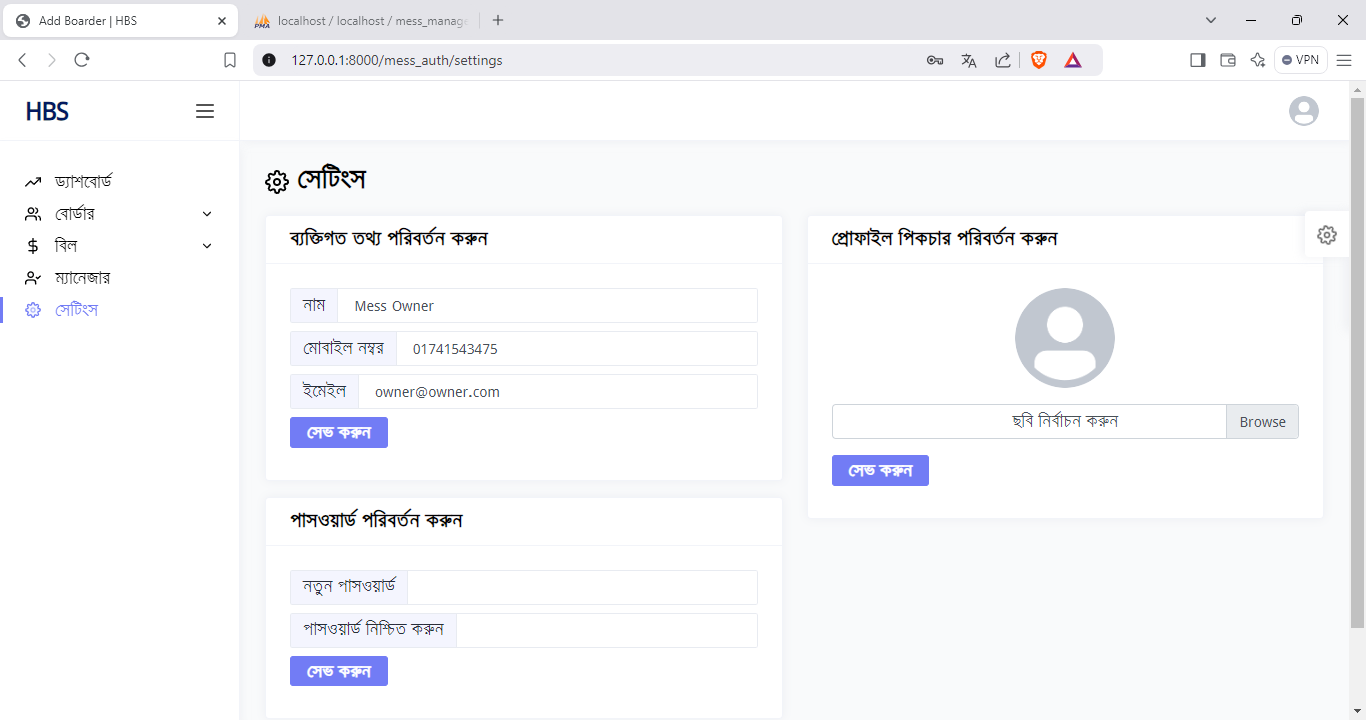 Add Boarder | HBS
localhost / localhost / mess_manage
127.0.0.1:8000/mess_auth/settings
VPN
HBS
ড্যাশবোর্ড
বোর্ডার
বিল
ম্যানেজার
সেটিংস
সেটিংস
ব্যক্তিগত তথ্য পরিবর্তন করুন
নাম Mess Owner
মোবাইল নম্বর 01741543475
ইমেইল owner@owner.com
সেভ করুন
পাসওয়ার্ড পরিবর্তন করুন
নতুন পাসওয়ার্ড
পাসওয়ার্ড নিশ্চিত করুন
সেভ করুন
প্রোফাইল পিকচার পরিবর্তন করুন
ছবি নির্বাচন করুন Browse
সেভ করুন